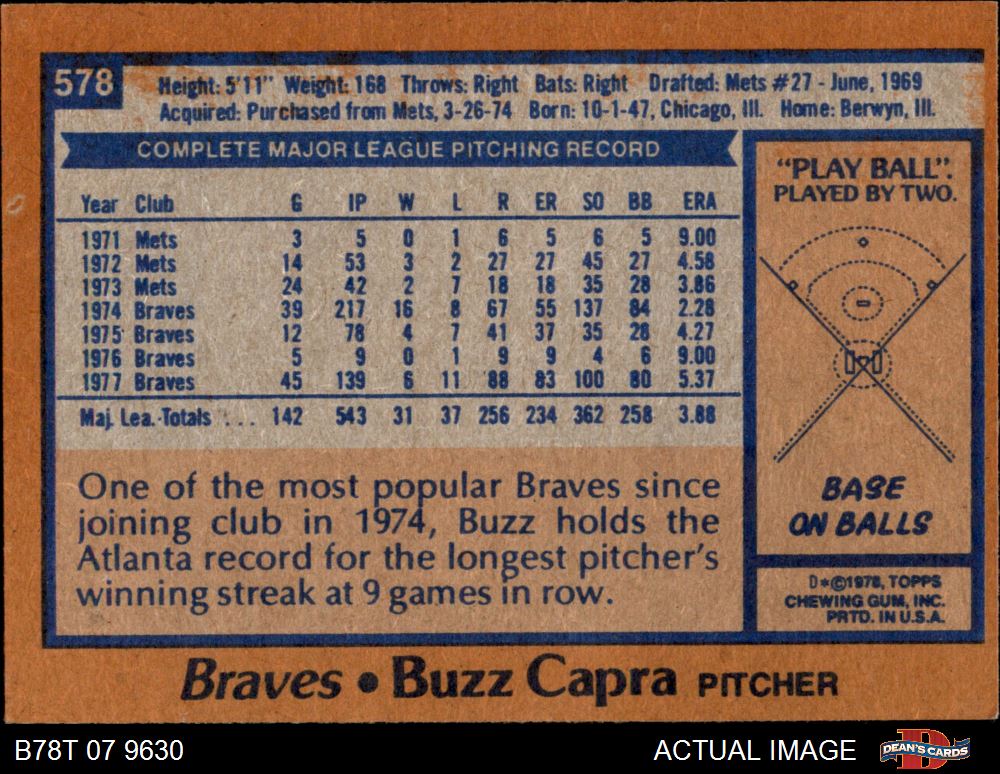 578
Height: 5'11" Weight: 168 Throws: Right Bats: Right Drafted: Mets #27 - June, 1969
Acquired: Purchased from Mets, 3-26-74 Born: 10-1-47, Chicago, Ill. Home: Berwyn, Ill.
COMPLETE MAJOR LEAGUE PITCHING RECORD
Year Club G IP W L R ER SO BB ERA
1971 Mets 3 5 0 1 6 5 6 5 9.00
1972 Mets 14 53 3 2 27 27 45 27 4.58
1973 Mets 24 42 2 7 18 18 35 28 3.86
1974 Braves 39 217 16 8 67 55 137 84 2.28
1975 Braves 12 78 4 7 41 37 35 28 4.27
1976 Braves 5 9 0 1 9 9 4 6 9.00
1977 Braves 45 139 6 11 88 83 100 80 5.37
Maj. Lea. Totals ... 142 543 31 37 256 234 362 258 3.88
One of the most popular Braves since
joining club in 1974, Buzz holds the
Atlanta record for the longest pitcher's
winning streak at 9 games in row.
"PLAY BALL".
PLAYED BY TWO.
BASE
ON BALLS
D*©1978, TOPPS
CHEWING GUM, INC.
PRTD. IN U.S.A.
Braves • Buzz Capra PITCHER
B78T 07 9630
ACTUAL IMAGE
D
DEAN'S CARDS